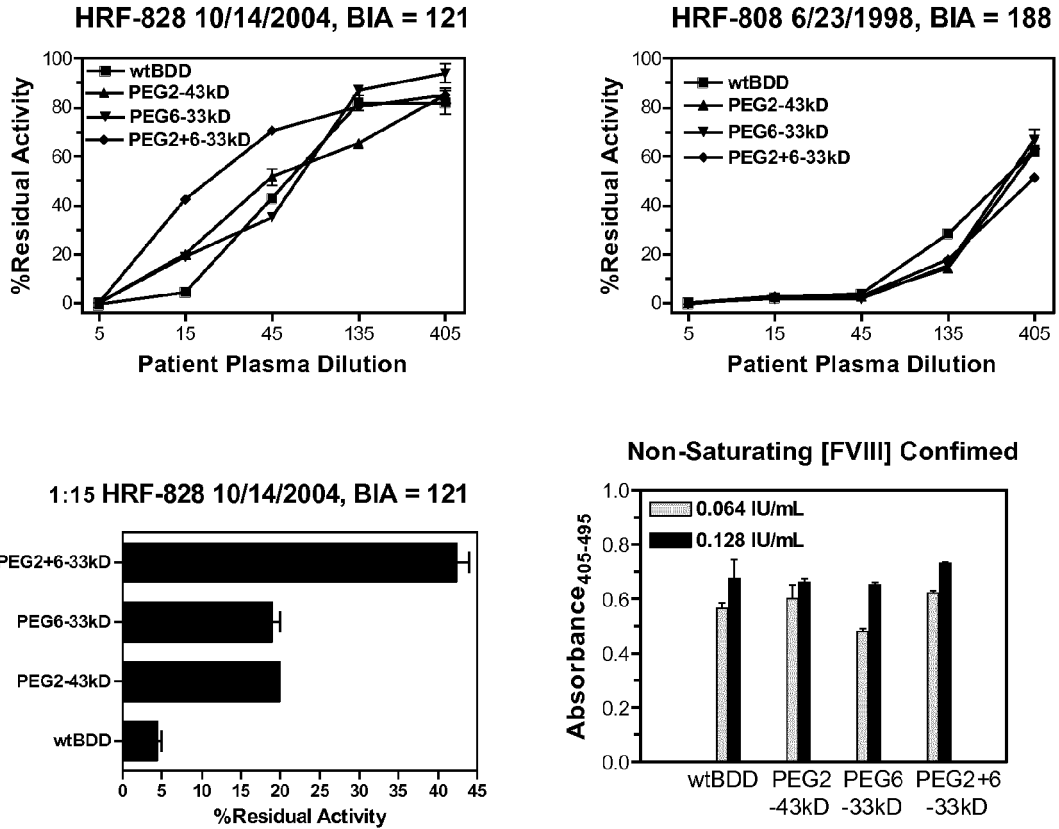 HRF-828 10/14/2004, BIA = 121
%Residual Activity
100
80
60
40
20
0
wtBDD
PEG2-43kD
PEG6-33kD
PEG2+6-33kD
5 15 45 135 405
Patient Plasma Dilution
HRF-808 6/23/1998, BIA = 188
%Residual Activity
100
80
60
40
20
0
wtBDD
PEG2-43kD
PEG6-33kD
PEG2+6-33kD
5 15 45 135 405
Patient Plasma Dilution
1:15 HRF-828 10/14/2004, BIA = 121
PEG2+6-33kD
PEG6-33kD
PEG2-43kD
wtBDD
0 5 10 15 20 25 30 35 40 45
%Residual Activity
Non-Saturating [FVIII] Confimed
Absorbance405-495
1.0
0.8
0.6
0.4
0.2
0.0
0.064 IU/mL
0.128 IU/mL
wtBDD PEG2 PEG6 PEG2+6
-43kD -33kD -33kD